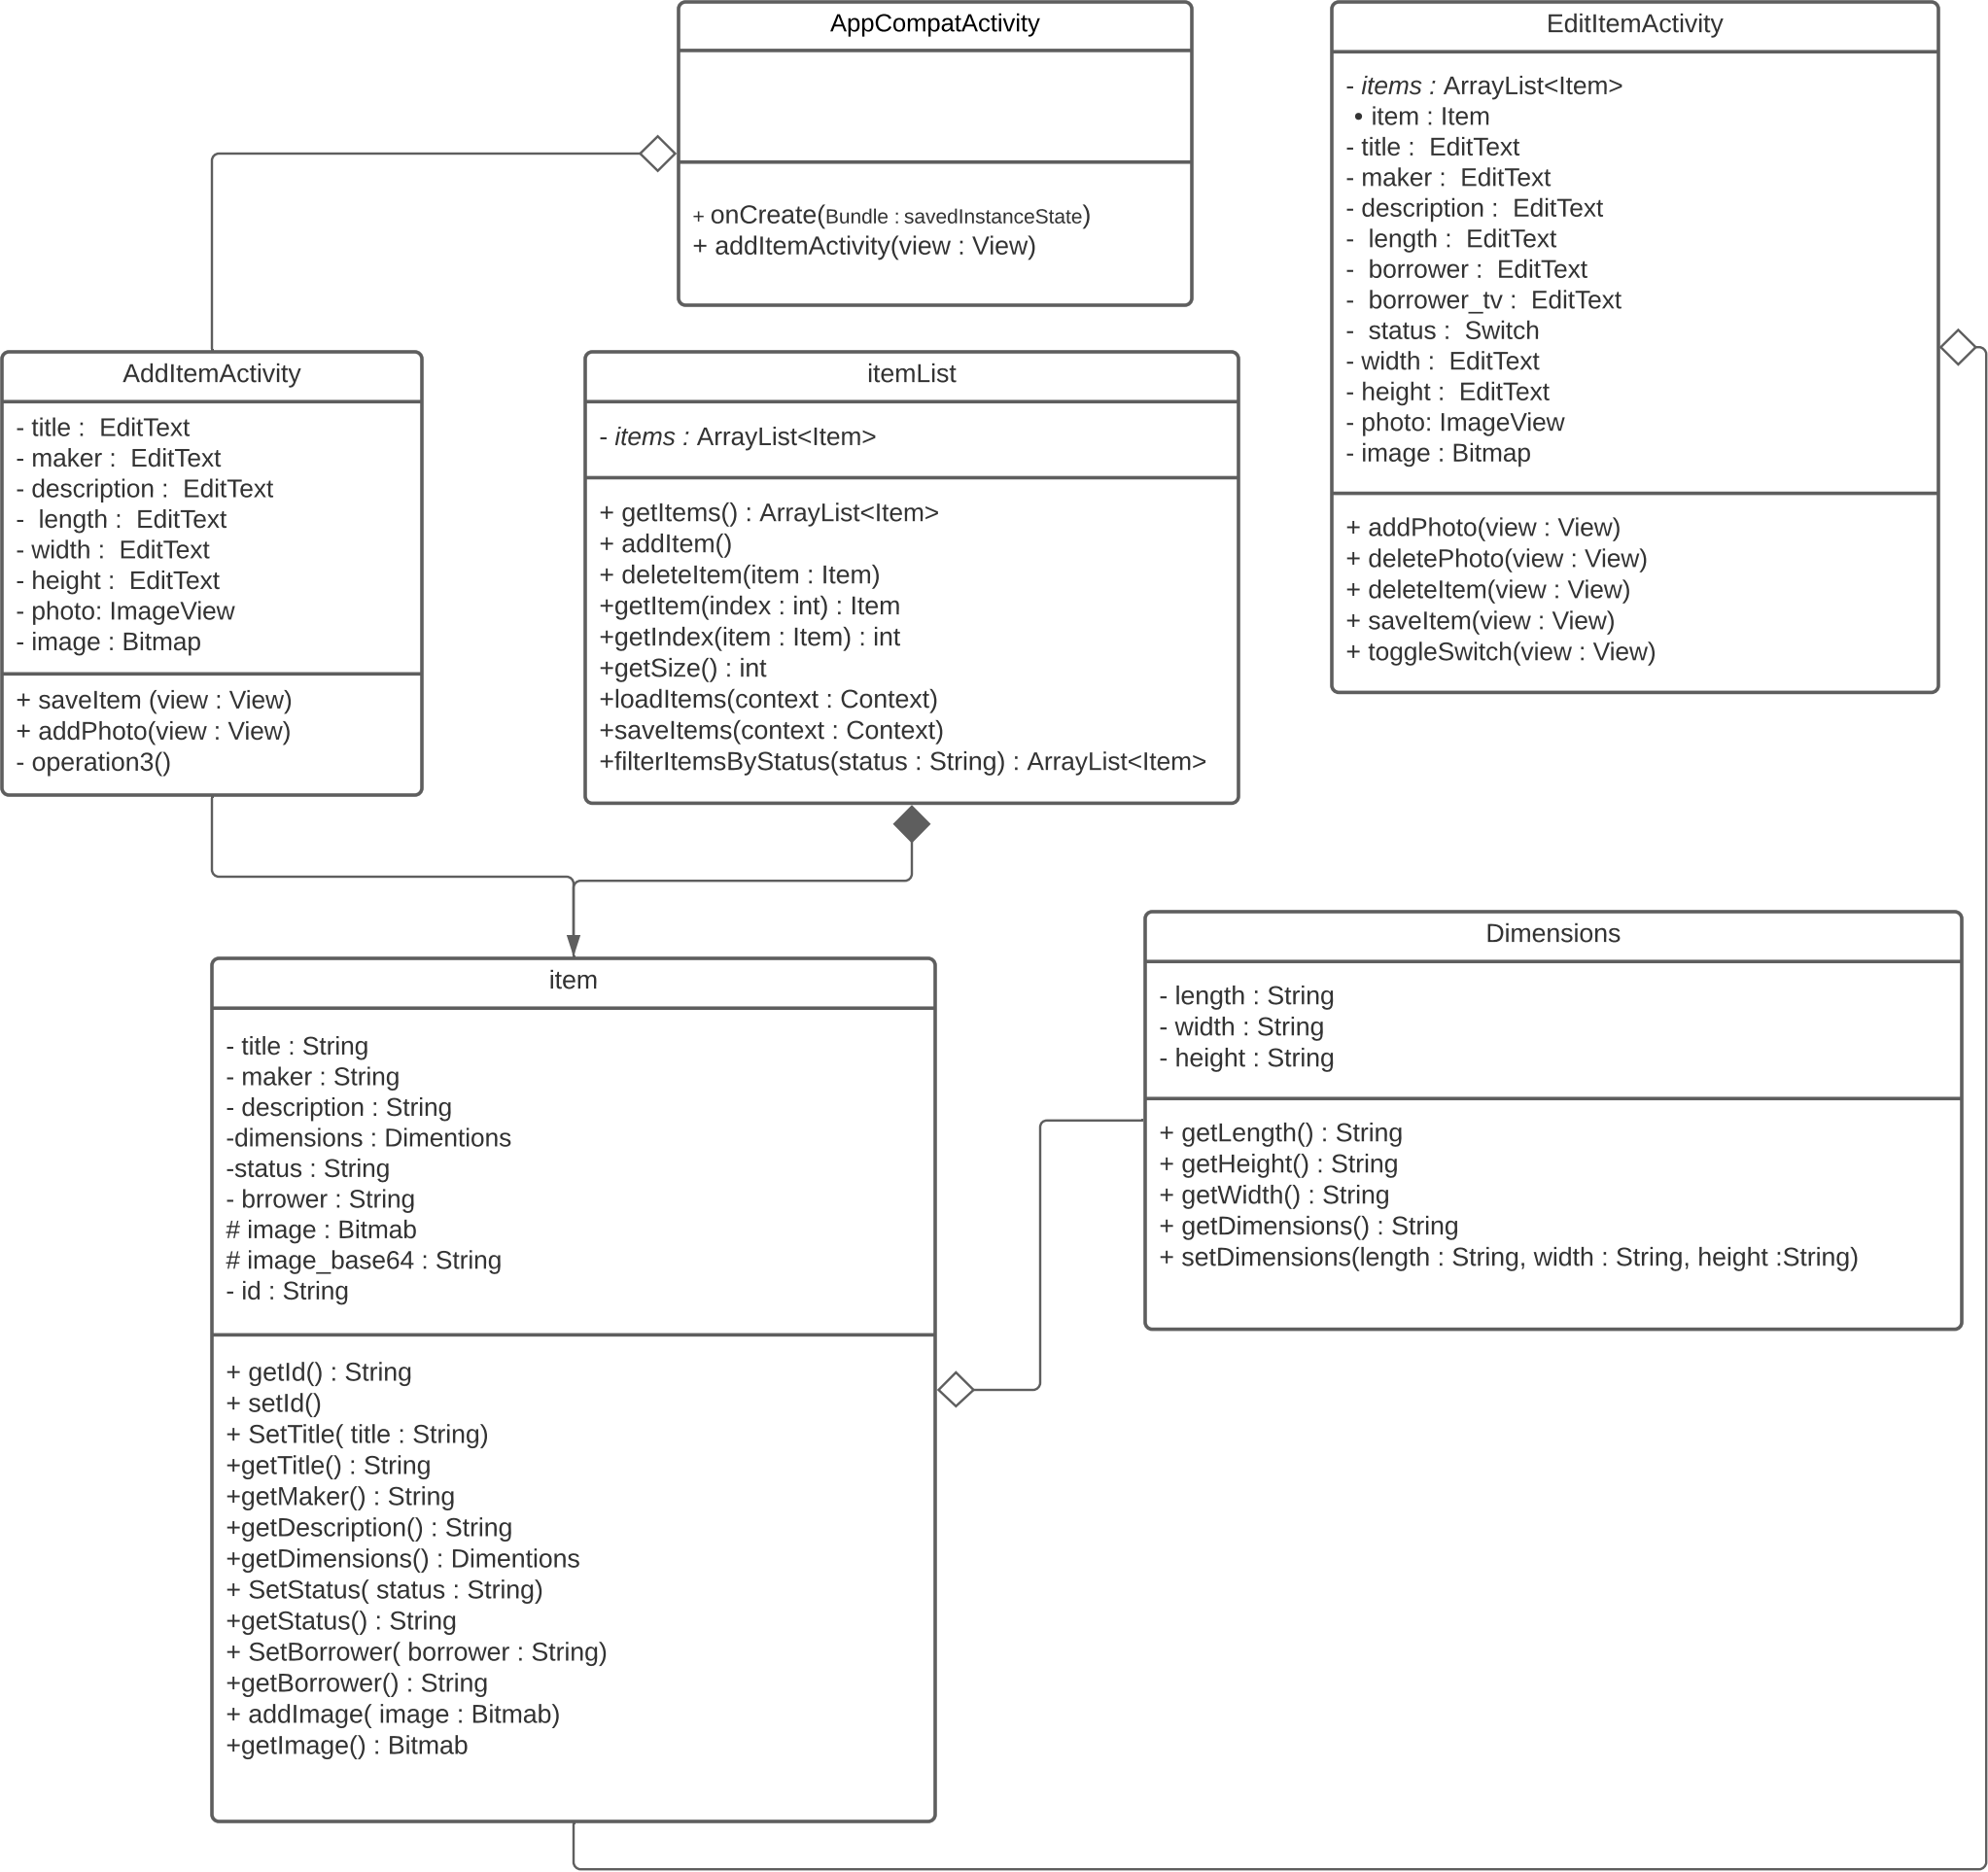 AppCompatActivity
+ onCreate(Bundle : savedInstanceState)
+ addItemActivity(view : View)
EditItemActivity
- items : ArrayList<Item>
• item : Item
- title :  EditText
- maker :  EditText
- description :  EditText
-  length :  EditText
-  borrower :  EditText
-  borrower_tv :  EditText
-  status :  Switch
- width :  EditText
- height :  EditText
- photo: ImageView
- image : Bitmap
+ addPhoto(view : View)
+ deletePhoto(view : View)
+ deleteItem(view : View)
+ saveItem(view : View)
+ toggleSwitch(view : View)
AddItemActivity
- title :  EditText
- maker :  EditText
- description :  EditText
-  length :  EditText
- width :  EditText
- height :  EditText
- photo: ImageView
- image : Bitmap
+ saveItem (view : View)
+ addPhoto(view : View)
- operation3()
itemList
- items : ArrayList<Item>
+ getItems() : ArrayList<Item>
+ addItem()
+ deleteItem(item : Item)
+getItem(index : int) : Item
+getIndex(item : Item) : int
+getSize() : int
+loadItems(context : Context)
+saveItems(context : Context)
+filterItemsByStatus(status : String) : ArrayList<Item>
item
- title : String
- maker : String
- description : String
-dimensions : Dimentions
-status : String
- brrower : String
# image : Bitmab
# image_base64 : String
- id : String
+ getId() : String
+ setId()
+ SetTitle( title : String)
+getTitle() : String
+getMaker() : String
+getDescription() : String
+getDimensions() : Dimentions
+ SetStatus( status : String)
+getStatus() : String
+ SetBorrower( borrower : String)
+getBorrower() : String
+ addImage( image : Bitmab)
+getImage() : Bitmab
Dimensions
- length : String
- width : String
- height : String
+ getLength() : String
+ getHeight() : String
+ getWidth() : String
+ getDimensions() : String
+ setDimensions(length : String, width : String, height :String)